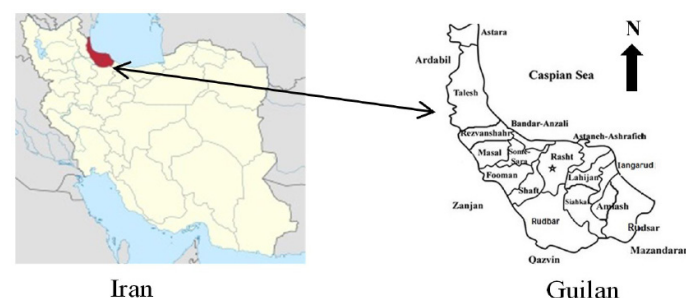 N
Astara
Ardabil
Caspian Sea
Talesh
Bandar-Anzali
Rezvanshahr
Astaneh-Ashrafieh
Masal
Some-
Sara
Rasht
Langarud
Fooman
Lahijan
Shaft
Siahkal
Amlash
Zanjan
Rudbar
Rudsar
Mazandaran
Qazvin
Iran
Guilan